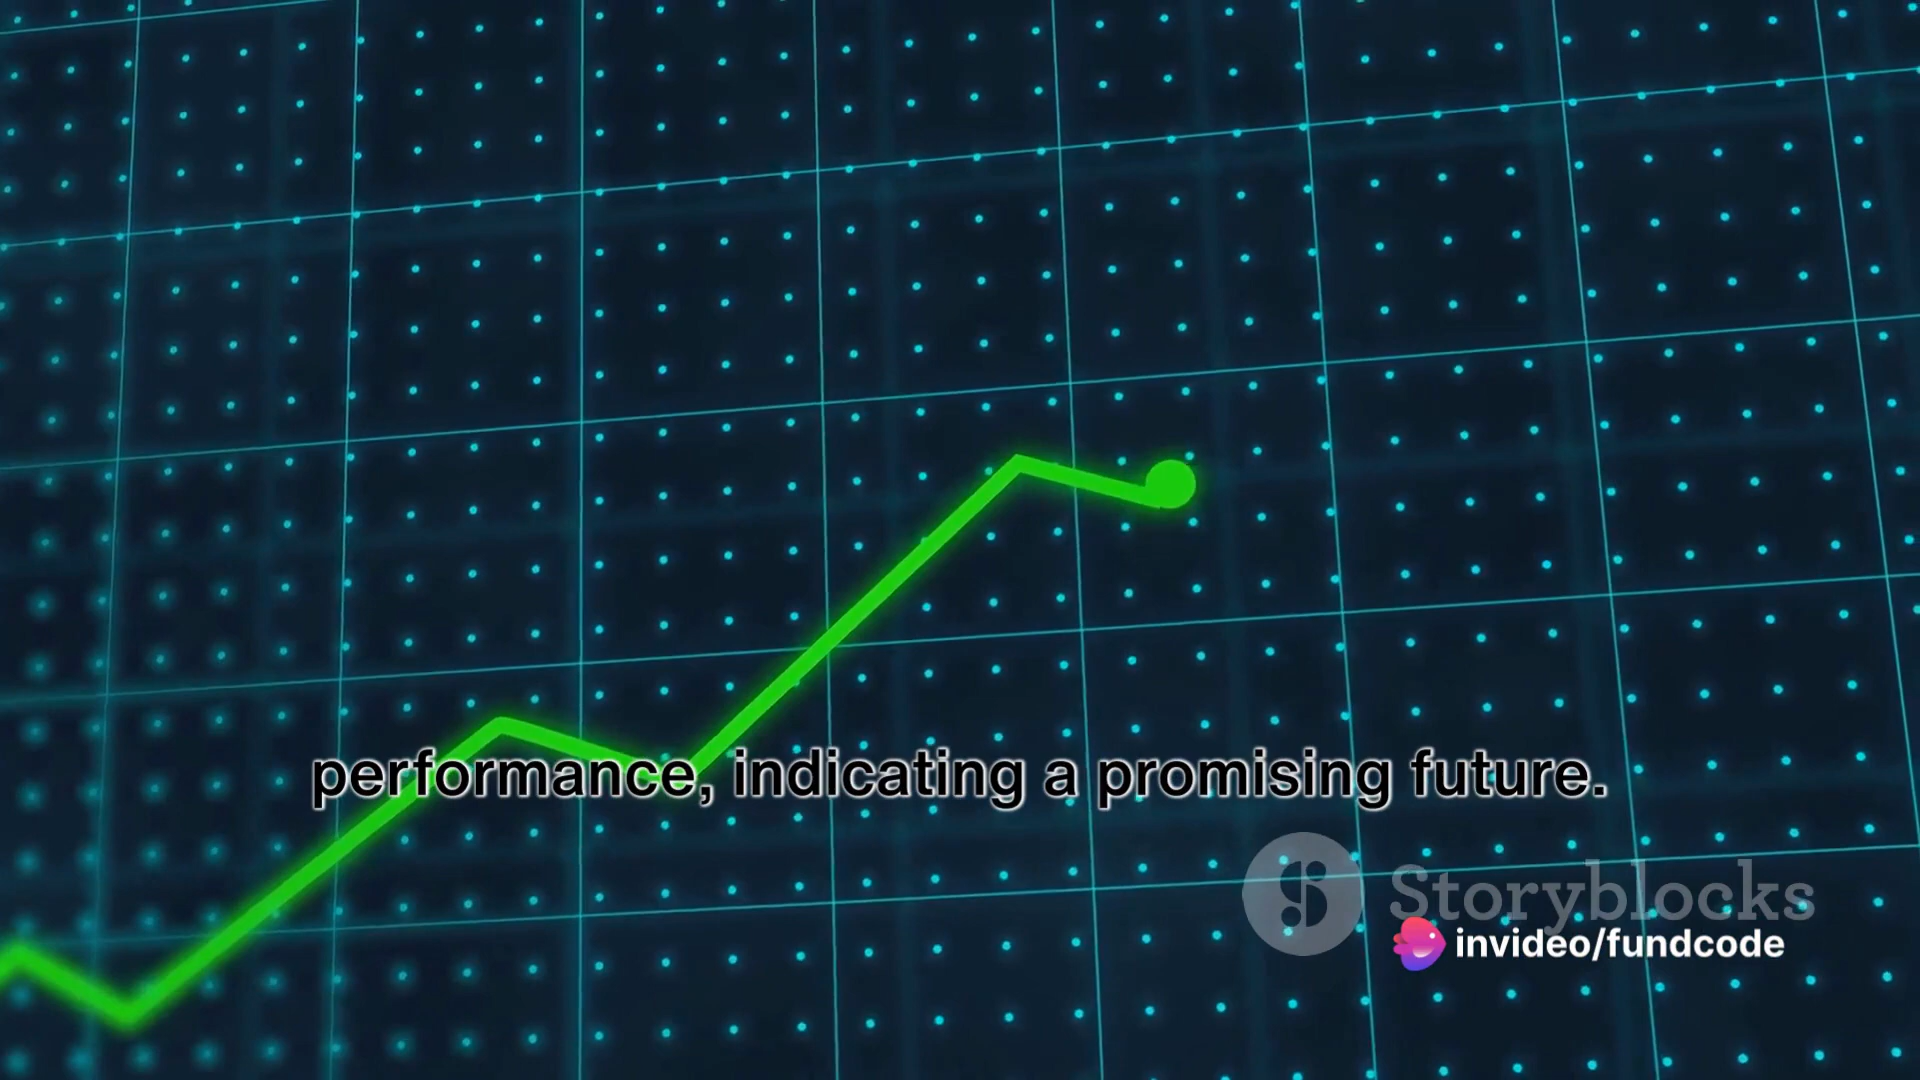 performance, indicating a promising future.
Storyblocks
invideo/fundcode